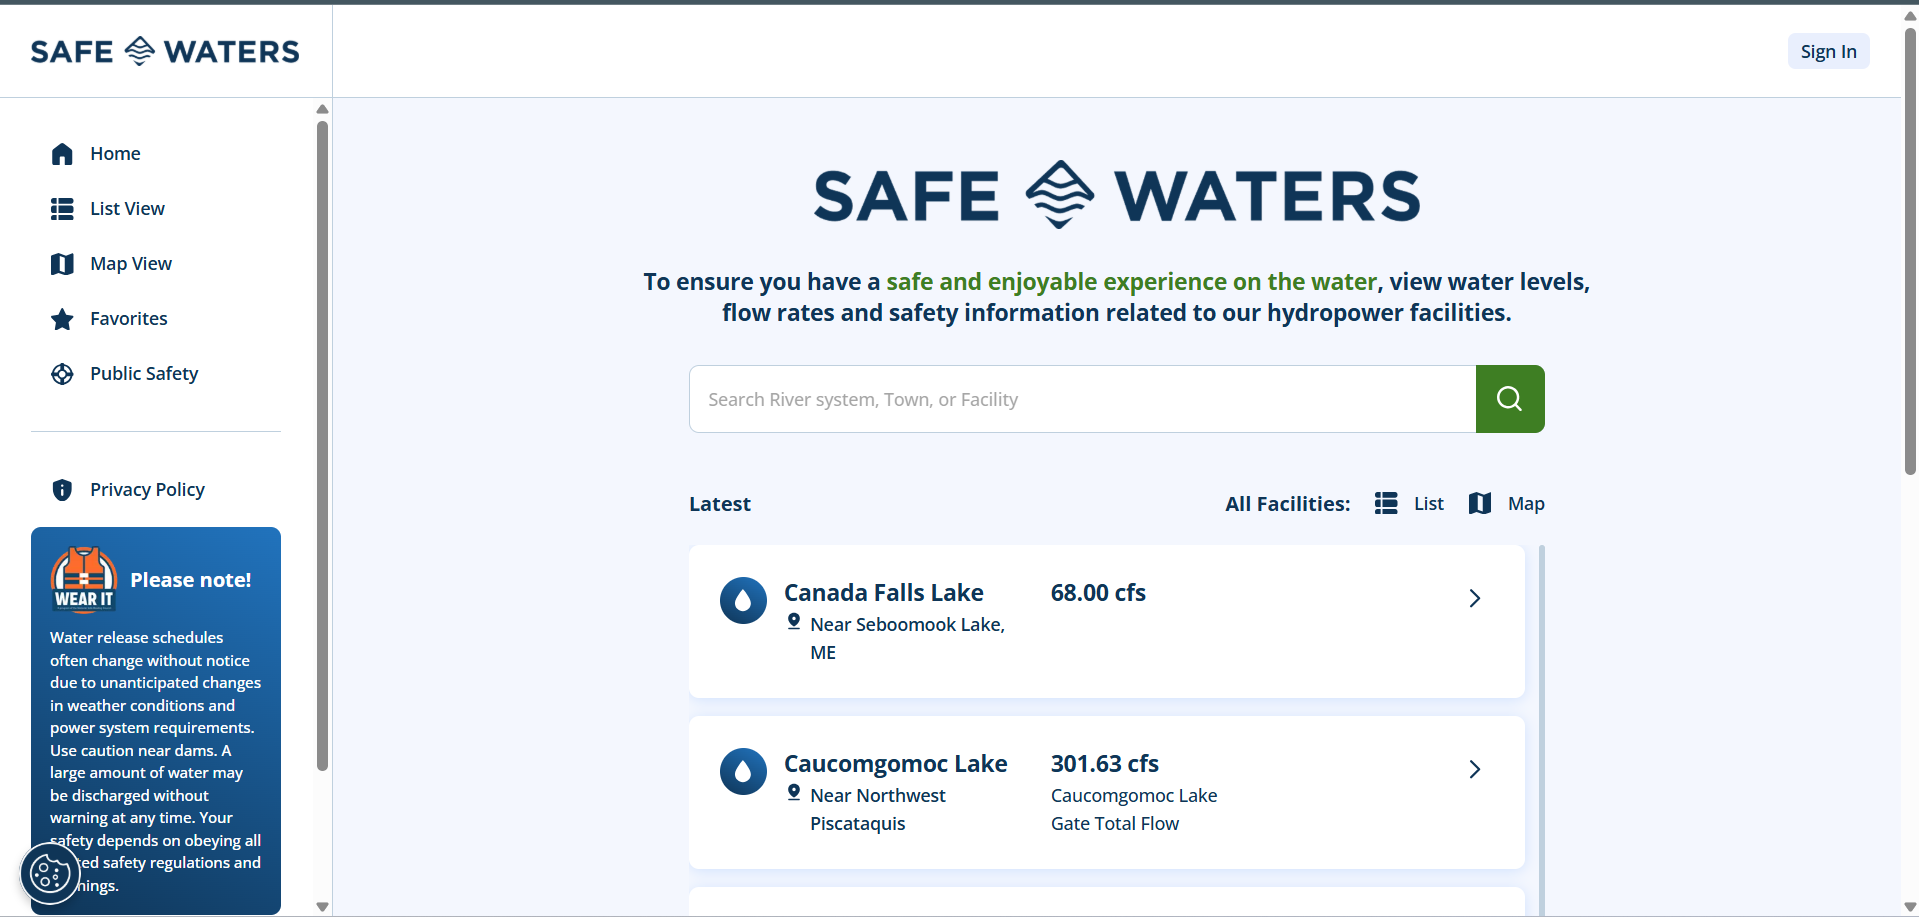 SAFE WATERS
Sign In
Home
List View
Map View
Favorites
Public Safety
Privacy Policy
WEAR IT
Please note!
Water release schedules
often change without notice
due to unanticipated changes
in weather conditions and
power system requirements.
Use caution near dams. A
large amount of water may
be discharged without
warning at any time. Your
safety depends on obeying all
safety regulations and
SAFE WATERS
To ensure you have a safe and enjoyable experience on the water, view water levels,
flow rates and safety information related to our hydropower facilities.
Search River system, Town, or Facility
Latest
All Facilities:
List
Map
Canada Falls Lake
Near Seboomook Lake,
ME
68.00 cfs
Caucomgomoc Lake
Near Northwest
Piscataquis
301.63 cfs
Caucomgomoc Lake
Gate Total Flow